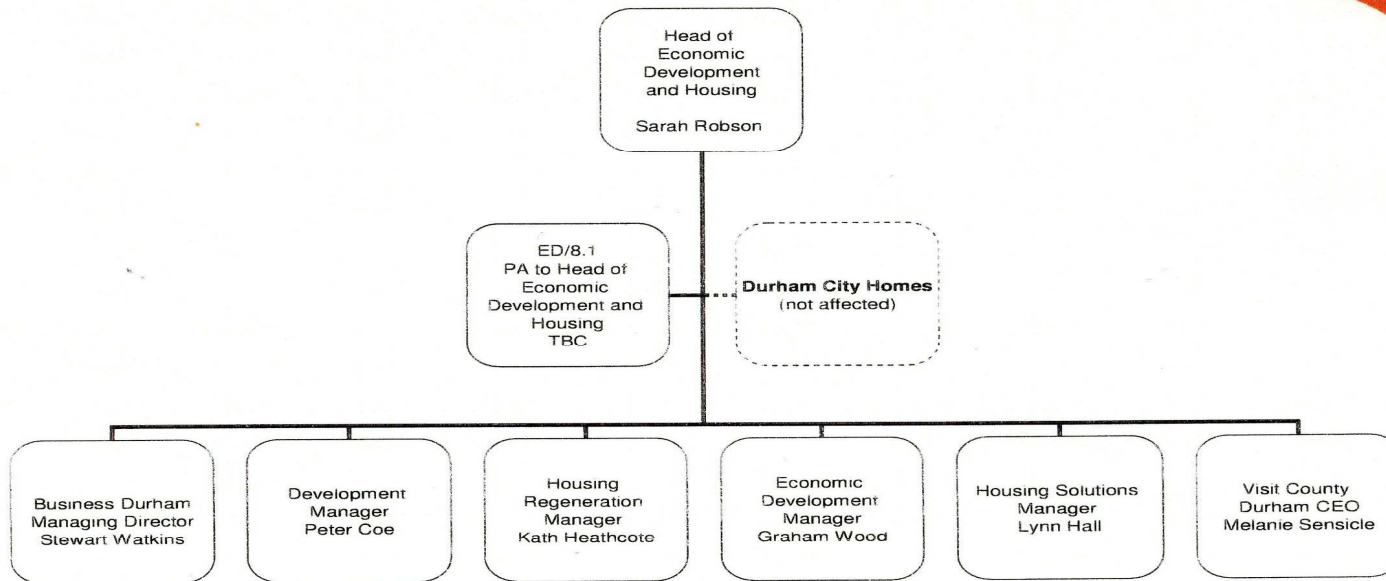 Head of
Economic
Development
and Housing
Sarah Robson
ED/8.1
PA to Head of
Economic
Development and
Housing
TBC
Durham City Homes
(not affected)
Business Durham
Managing Director
Stewart Watkins
Development
Manager
Peter Coe
Housing
Regeneration
Manager
Kath Heathcote
Economic
Development
Manager
Graham Wood
Housing Solutions
Manager
Lynn Hall
Visit County
Durham CEO
Melanie Sensicle